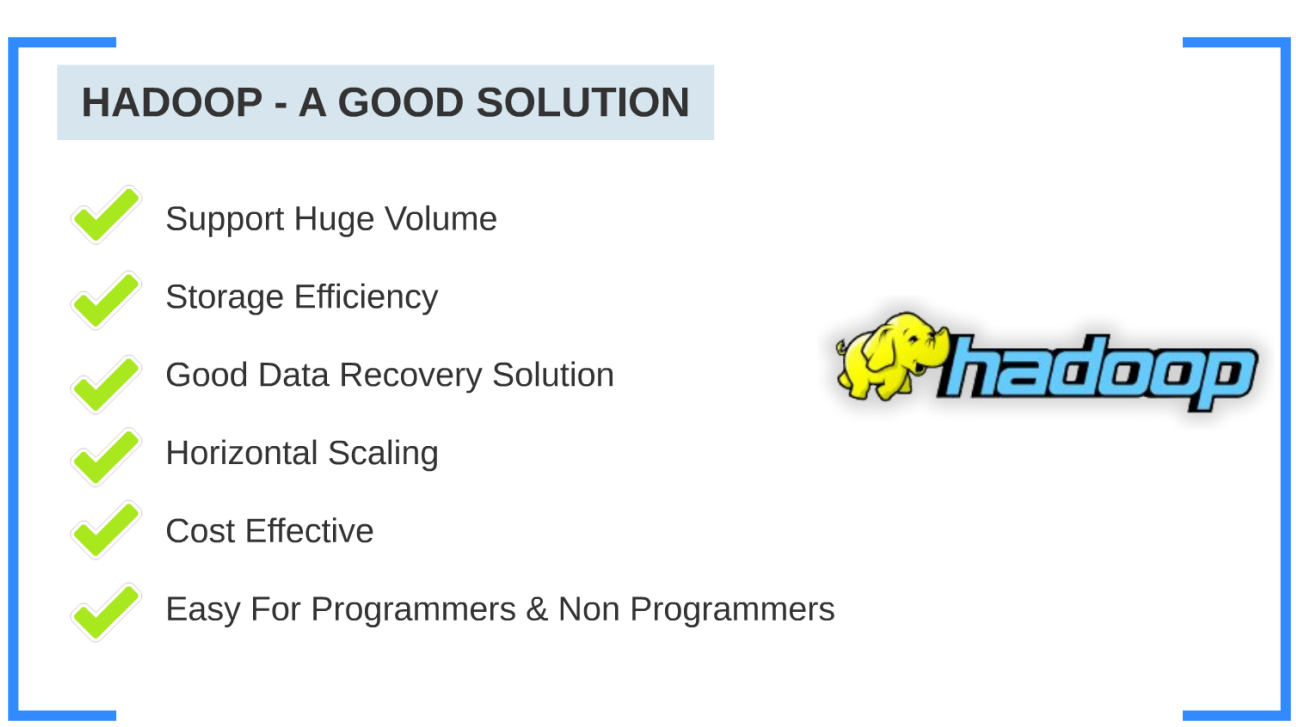 HADOOP - A GOOD SOLUTION
Support Huge Volume
Storage Efficiency
Good Data Recovery Solution
hadoop
Horizontal Scaling
Cost Effective
Easy For Programmers & Non Programmers